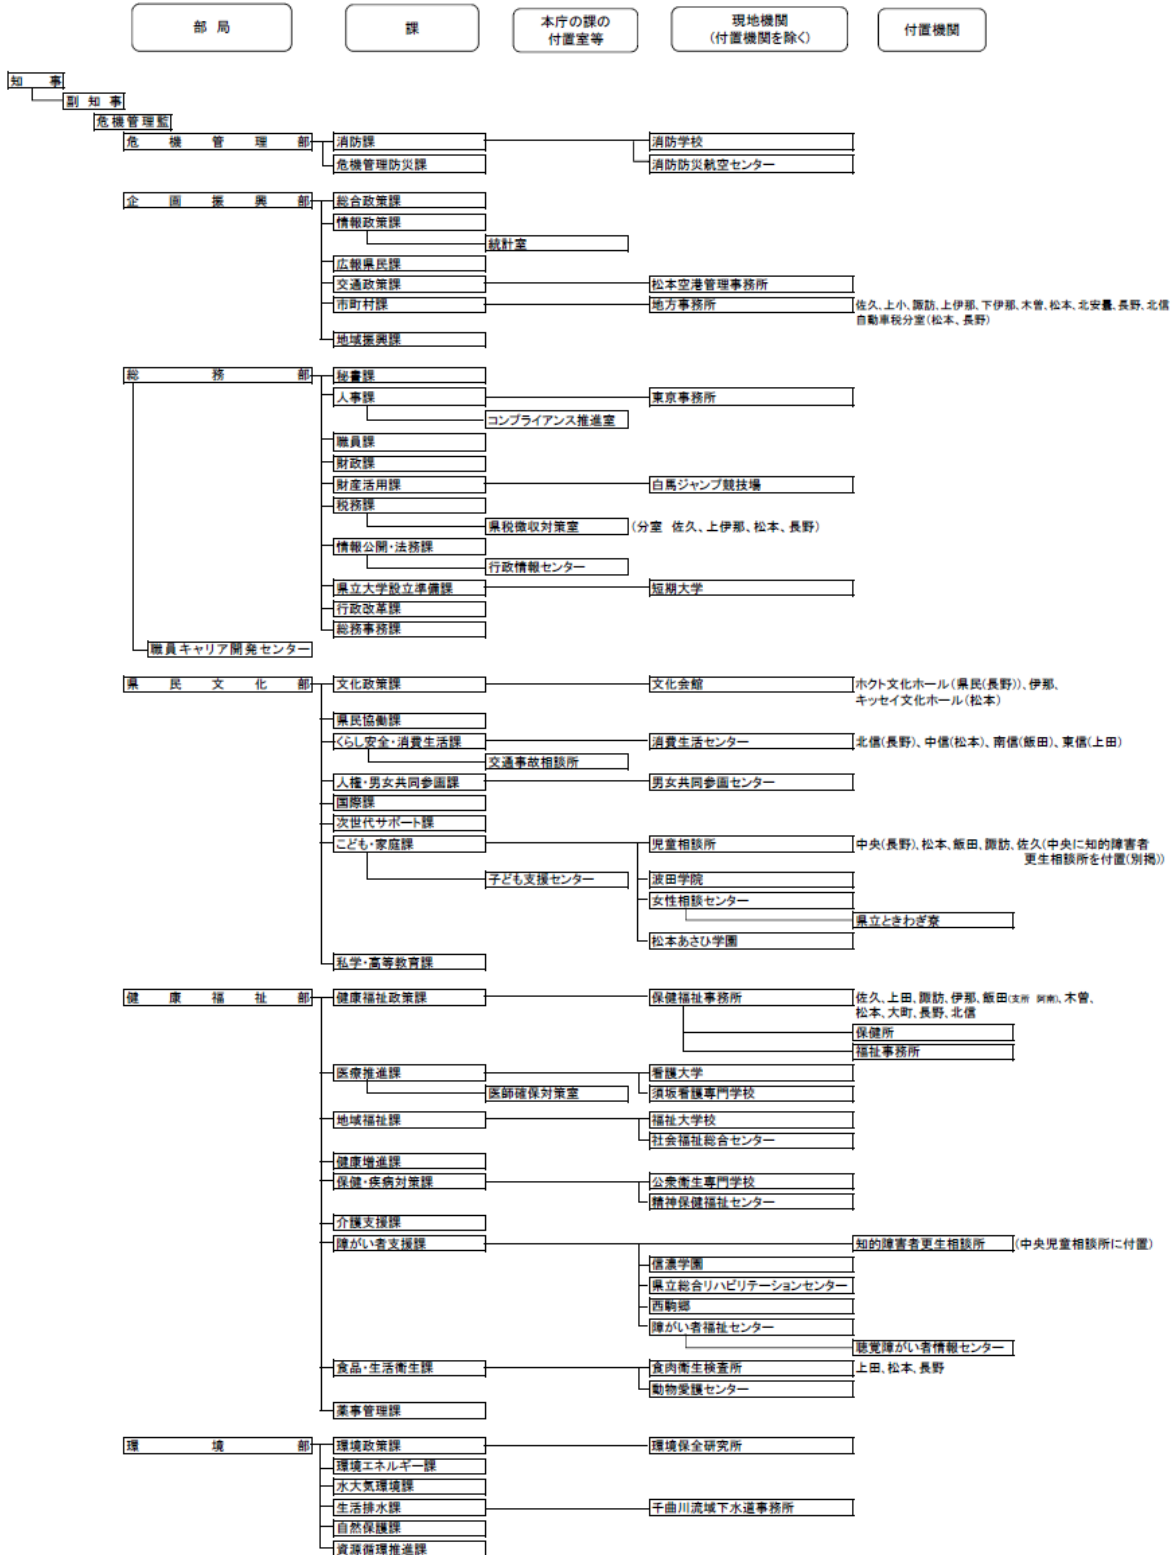 部 局
課
本庁の課の
付置室等
現地機関
(付置機関を除く)
付置機関
知 事
副 知 事
危機管理監
危 機 管 理 部
消防課
消防学校
危機管理防災課
消防防災航空センター
企 画 振 興 部
総合政策課
情報政策課
統計室
広報県民課
交通政策課
松本空港管理事務所
市町村課
地方事務所
佐久、上小、諏訪、上伊那、下伊那、木曽、松本、北安曇、長野、北信
自動車税分室(松本、長野)
地域振興課
総 務 部
秘書課
人事課
東京事務所
コンプライアンス推進室
職員課
財政課
財産活用課
白馬ジャンプ競技場
税務課
県税徴収対策室
(分室 佐久、上伊那、松本、長野)
情報公開・法務課
行政情報センター
県立大学設立準備課
短期大学
行政改革課
総務事務課
職員キャリア開発センター
県 民 文 化 部
文化政策課
文化会館
ホクト文化ホール(県民(長野))、伊那、
キッセイ文化ホール(松本)
県民協働課
くらし安全・消費生活課
消費生活センター
北信(長野)、中信(松本)、南信(飯田)、東信(上田)
交通事故相談所
人権・男女共同参画課
男女共同参画センター
国際課
次世代サポート課
こども・家庭課
児童相談所
中央(長野)、松本、飯田、諏訪、佐久(中央に知的障害者
更生相談所を付置(別掲))
子ども支援センター
波田学院
女性相談センター
県立ときわぎ寮
松本あさひ学園
私学・高等教育課
健 康 福 祉 部
健康福祉政策課
保健福祉事務所
佐久、上田、諏訪、伊那、飯田(支所 阿南)、木曽、
松本、大町、長野、北信
保健所
福祉事務所
医療推進課
看護大学
医師確保対策室
須坂看護専門学校
地域福祉課
福祉大学校
社会福祉総合センター
健康増進課
保健・疾病対策課
公衆衛生専門学校
精神保健福祉センター
介護支援課
障がい者支援課
知的障害者更生相談所
(中央児童相談所に付置)
信濃学園
県立総合リハビリテーションセンター
西駒郷
障がい者福祉センター
聴覚障がい者情報センター
食品・生活衛生課
食肉衛生検査所
上田、松本、長野
動物愛護センター
薬事管理課
環 境 部
環境政策課
環境保全研究所
環境エネルギー課
水大気環境課
生活排水課
千曲川流域下水道事務所
自然保護課
資源循環推進課